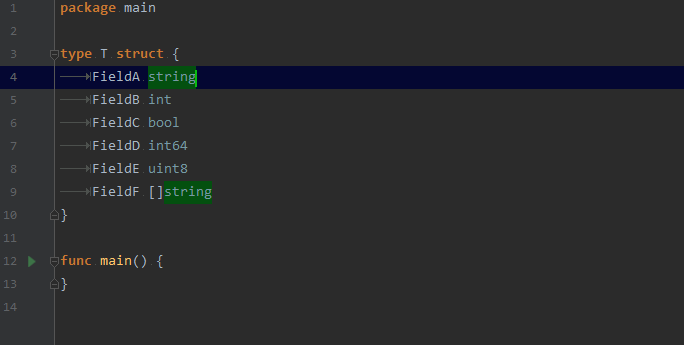 1 package main
2
3 type T struct {
4 FieldA string
5 FieldB int
6 FieldC bool
7 FieldD int64
8 FieldE uint8
9 FieldF []string
10 }
11
12 func main() {
13 }
14